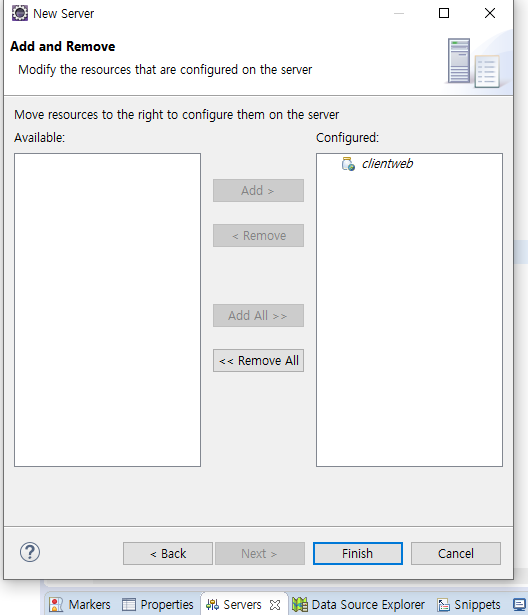 New Server
Add and Remove
Modify the resources that are configured on the server
Move resources to the right to configure them on the server
Available:
Configured:
clientweb
Add >
< Remove
Add All >>
<< Remove All
< Back
Next >
Finish
Cancel
Markers
Properties
Servers
Data Source Explorer
Snippets